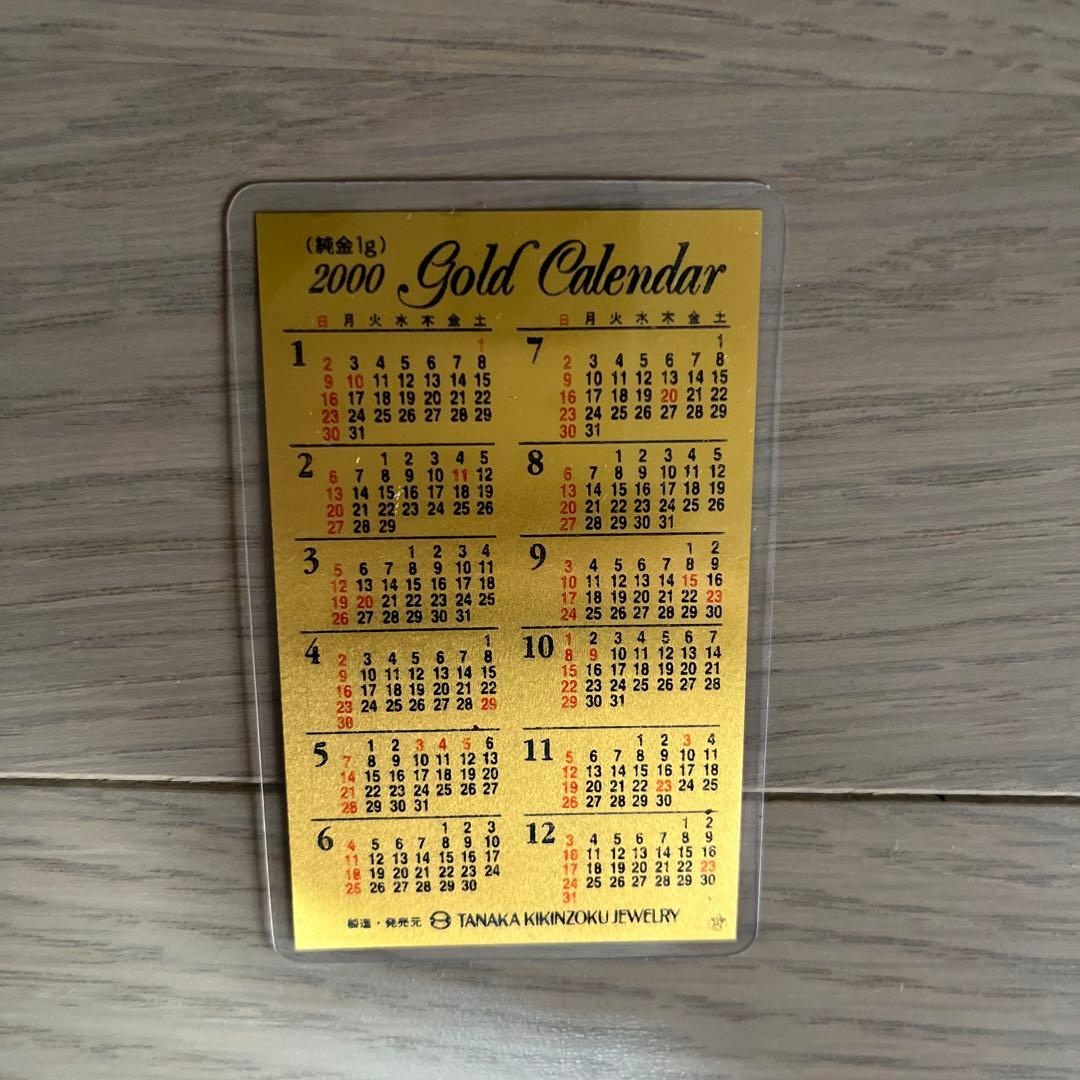 (純金1g)
2000 Gold Calendar
日 月 火 水 木 金 土
1
1
2 3 4 5 6 7 8
9 10 11 12 13 14 15
16 17 18 19 20 21 22
23 24 25 26 27 28 29
30 31
2
1 2 3 4 5
6 7 8 9 10 11 12
13 14 15 16 17 18 19
20 21 22 23 24 25 26
27 28 29
3
1 2 3 4
5 6 7 8 9 10 11
12 13 14 15 16 17 18
19 20 21 22 23 24 25
26 27 28 29 30 31
4
1
2 3 4 5 6 7 8
9 10 11 12 13 14 15
16 17 18 19 20 21 22
23 24 25 26 27 28 29
30
5
1 2 3 4 5 6
7 8 9 10 11 12 13
14 15 16 17 18 19 20
21 22 23 24 25 26 27
28 29 30 31
6
1 2 3
4 5 6 7 8 9 10
11 12 13 14 15 16 17
18 19 20 21 22 23 24
25 26 27 28 29 30
日 月 火 水 木 金 土
7
1
2 3 4 5 6 7 8
9 10 11 12 13 14 15
16 17 18 19 20 21 22
23 24 25 26 27 28 29
30 31
8
1 2 3 4 5
6 7 8 9 10 11 12
13 14 15 16 17 18 19
20 21 22 23 24 25 26
27 28 29 30 31
9
1 2
3 4 5 6 7 8 9
10 11 12 13 14 15 16
17 18 19 20 21 22 23
24 25 26 27 28 29 30
10
1 2 3 4 5 6 7
8 9 10 11 12 13 14
15 16 17 18 19 20 21
22 23 24 25 26 27 28
29 30 31
11
1 2 3 4
5 6 7 8 9 10 11
12 13 14 15 16 17 18
19 20 21 22 23 24 25
26 27 28 29 30
12
1 2
3 4 5 6 7 8 9
10 11 12 13 14 15 16
17 18 19 20 21 22 23
24 25 26 27 28 29 30
31
製造・発売元 TANAKA KIKINZOKU JEWELRY